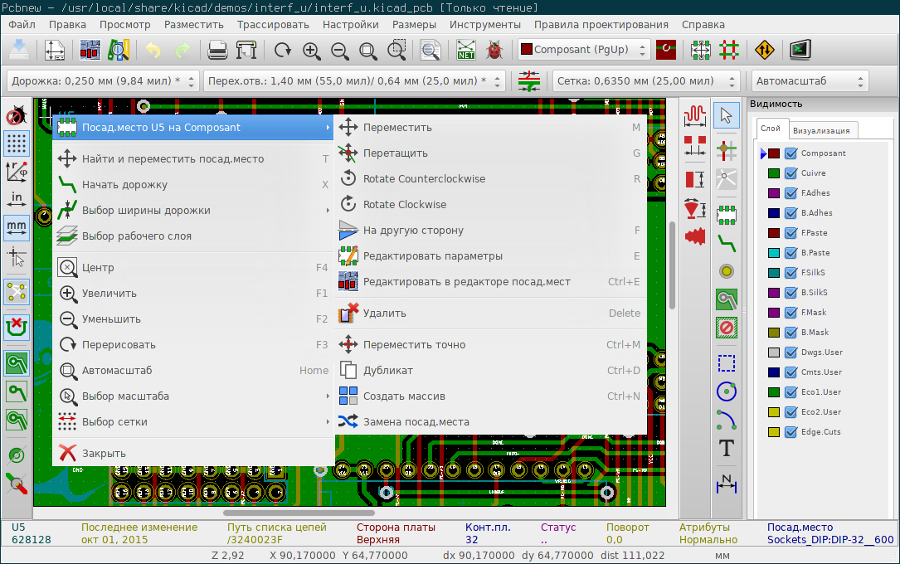 Pcbnew - /usr/local/share/kicad/demos/interf_u/interf_u.kicad_pcb [Только чтение]
Файл Правка Просмотр Разместить Трассировать Настройки Размеры Инструменты Правила проектирования Справка
NET Composant (PgUp)
Дорожка: 0,250 мм (9,84 мил) * Перех.отв.: 1,40 мм (55,0 мил)/ 0,64 мм (25,0 мил) * Сетка: 0,6350 мм (25,00 мил) Автомасштаб
in
mm
Посад.место U5 на Composant
Найти и переместить посад.место T
Начать дорожку X
Выбор ширины дорожки
Выбор рабочего слоя
Центр F4
Увеличить F1
Уменьшить F2
Перерисовать F3
Автомасштаб Home
Выбор масштаба
Выбор сетки
Закрыть
Переместить M
Перетащить G
Rotate Counterclockwise R
Rotate Clockwise
На другую сторону F
Редактировать параметры E
Редактировать в редакторе посад.мест Ctrl+E
Удалить Delete
Переместить точно Ctrl+M
Дубликат Ctrl+D
Создать массив Ctrl+N
Замена посад.места
GND
T
N
Видимость
Слой Визуализация
Composant
Cuivre
F.Adhes
B.Adhes
F.Paste
B.Paste
F.SilkS
B.SilkS
F.Mask
B.Mask
Dwgs.User
Cmts.User
Eco1.User
Eco2.User
Edge.Cuts
U5 Последнее изменение Путь списка цепей Сторона платы Конт.пл. Статус Поворот Атрибуты Посад.место
628128 окт 01, 2015 /3240023F Верхняя 32 .. 0,0 Нормально Sockets_DIP:DIP-32__600
Z 2,92 X 90,170000 Y 64,770000 dx 90,170000 dy 64,770000 dist 111,022 мм